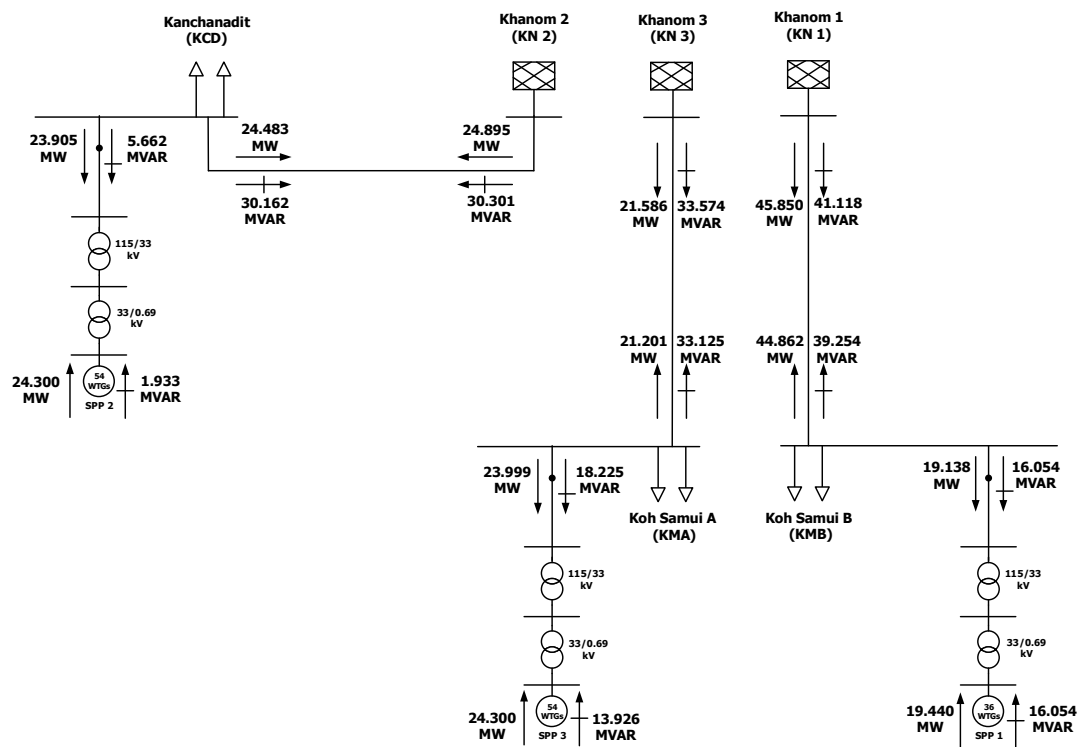 Kanchanadit
(KCD)
Khanom 2
(KN 2)
Khanom 3
(KN 3)
Khanom 1
(KN 1)
23.905
MW
5.662
MVAR
24.483
MW
24.895
MW
30.162
MVAR
30.301
MVAR
21.586
MW
33.574
MVAR
45.850
MW
41.118
MVAR
115/33
kV
33/0.69
kV
24.300
MW
54
WTGs
SPP 2
1.933
MVAR
21.201
MW
33.125
MVAR
44.862
MW
39.254
MVAR
23.999
MW
18.225
MVAR
Koh Samui A
(KMA)
Koh Samui B
(KMB)
19.138
MW
16.054
MVAR
115/33
kV
33/0.69
kV
24.300
MW
54
WTGs
SPP 3
13.926
MVAR
115/33
kV
33/0.69
kV
19.440
MW
36
WTGs
SPP 1
16.054
MVAR